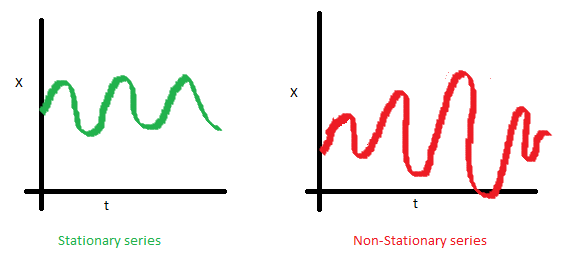 X
t
Stationary series
X
t
Non-Stationary series